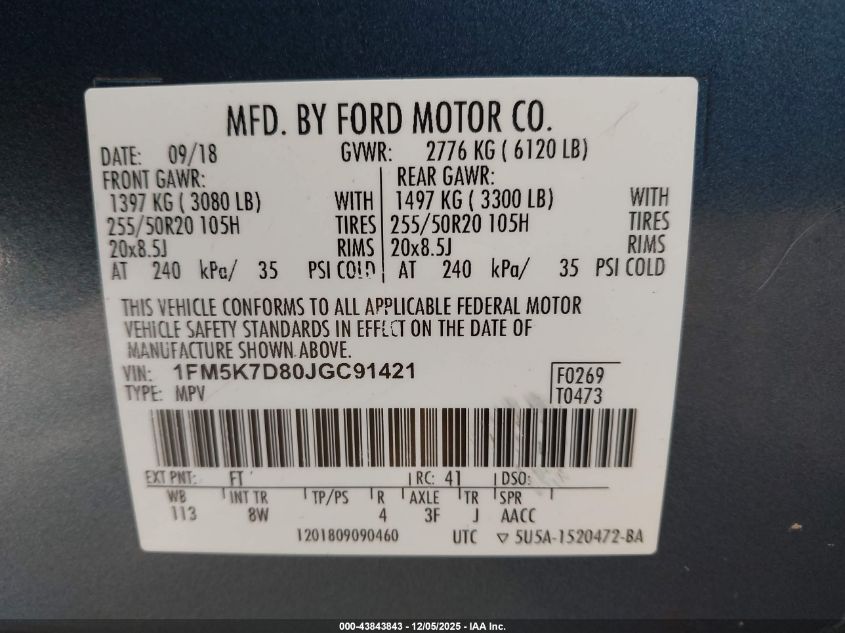 MFD. BY FORD MOTOR CO.
DATE: 09/18 GVWR: 2776 KG ( 6120 LB)
FRONT GAWR: REAR GAWR:
1397 KG ( 3080 LB) WITH 1497 KG ( 3300 LB) WITH
255/50R20 105H TIRES 255/50R20 105H TIRES
20x8.5J RIMS 20x8.5J RIMS
AT 240 kPa/ 35 PSI COLD AT 240 kPa/ 35 PSI COLD
THIS VEHICLE CONFORMS TO ALL APPLICABLE FEDERAL MOTOR
VEHICLE SAFETY STANDARDS IN EFFECT ON THE DATE OF
MANUFACTURE SHOWN ABOVE.
VIN: 1FM5K7D80JGC91421 F0269
TYPE: MPV T0473
EXT PNT: FT RC: 41 DSO:
WB INT TR TP/PS R AXLE TR SPR
113 8W 4 3F J AACC
1201809090460 UTC ▽ 5U5A-1520472-BA
000-43843843 - 12/05/2025 - IAA Inc.